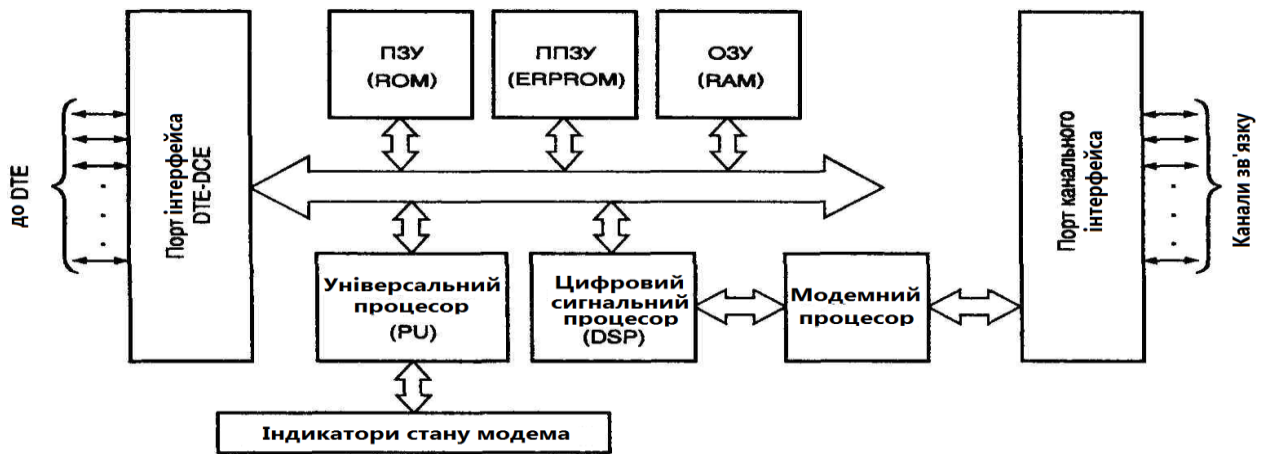 до DTE
Порт інтерфейса
DTE-DCE
ПЗУ
(ROM)
ППЗУ
(ERPROM)
ОЗУ
(RAM)
Універсальний
процесор
(PU)
Цифровий
сигнальний
процесор
(DSP)
Модемний
процесор
Індикатори стану модема
Порт канального
інтерфейса
Канали зв'язку